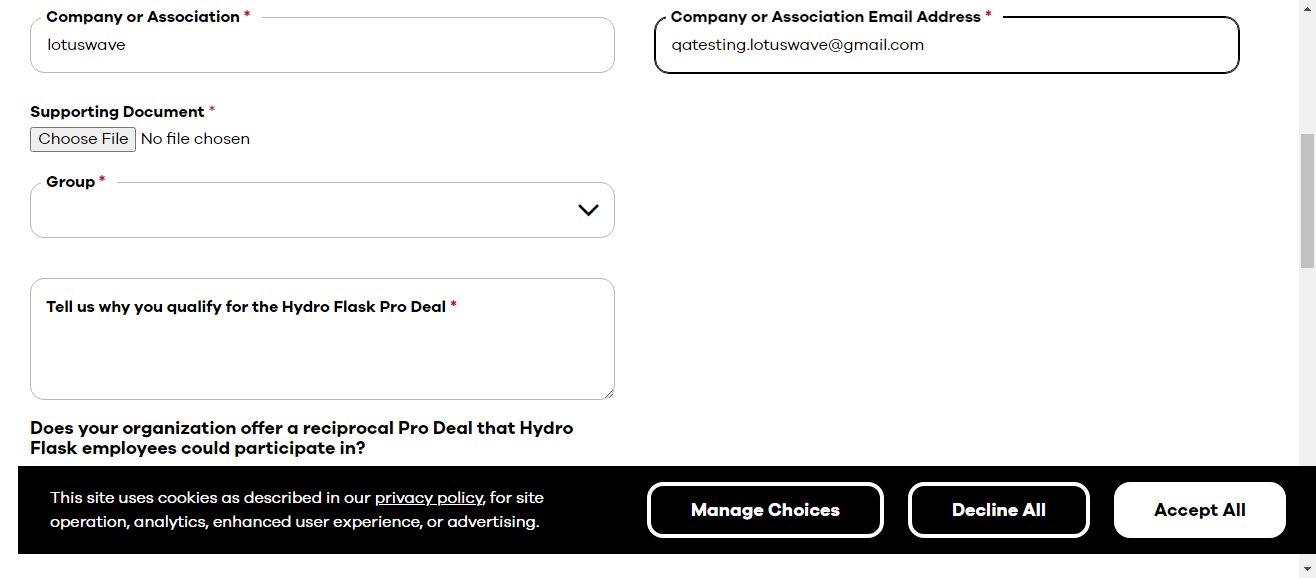 Company or Association * Company or Association Email Address *
lotuswave qatesting.lotuswave@gmail.com
Supporting Document *
Choose File No file chosen
Group *
Tell us why you qualify for the Hydro Flask Pro Deal *
Does your organization offer a reciprocal Pro Deal that Hydro
Flask employees could participate in?
This site uses cookies as described in our privacy policy, for site
operation, analytics, enhanced user experience, or advertising.
Manage Choices Decline All Accept All